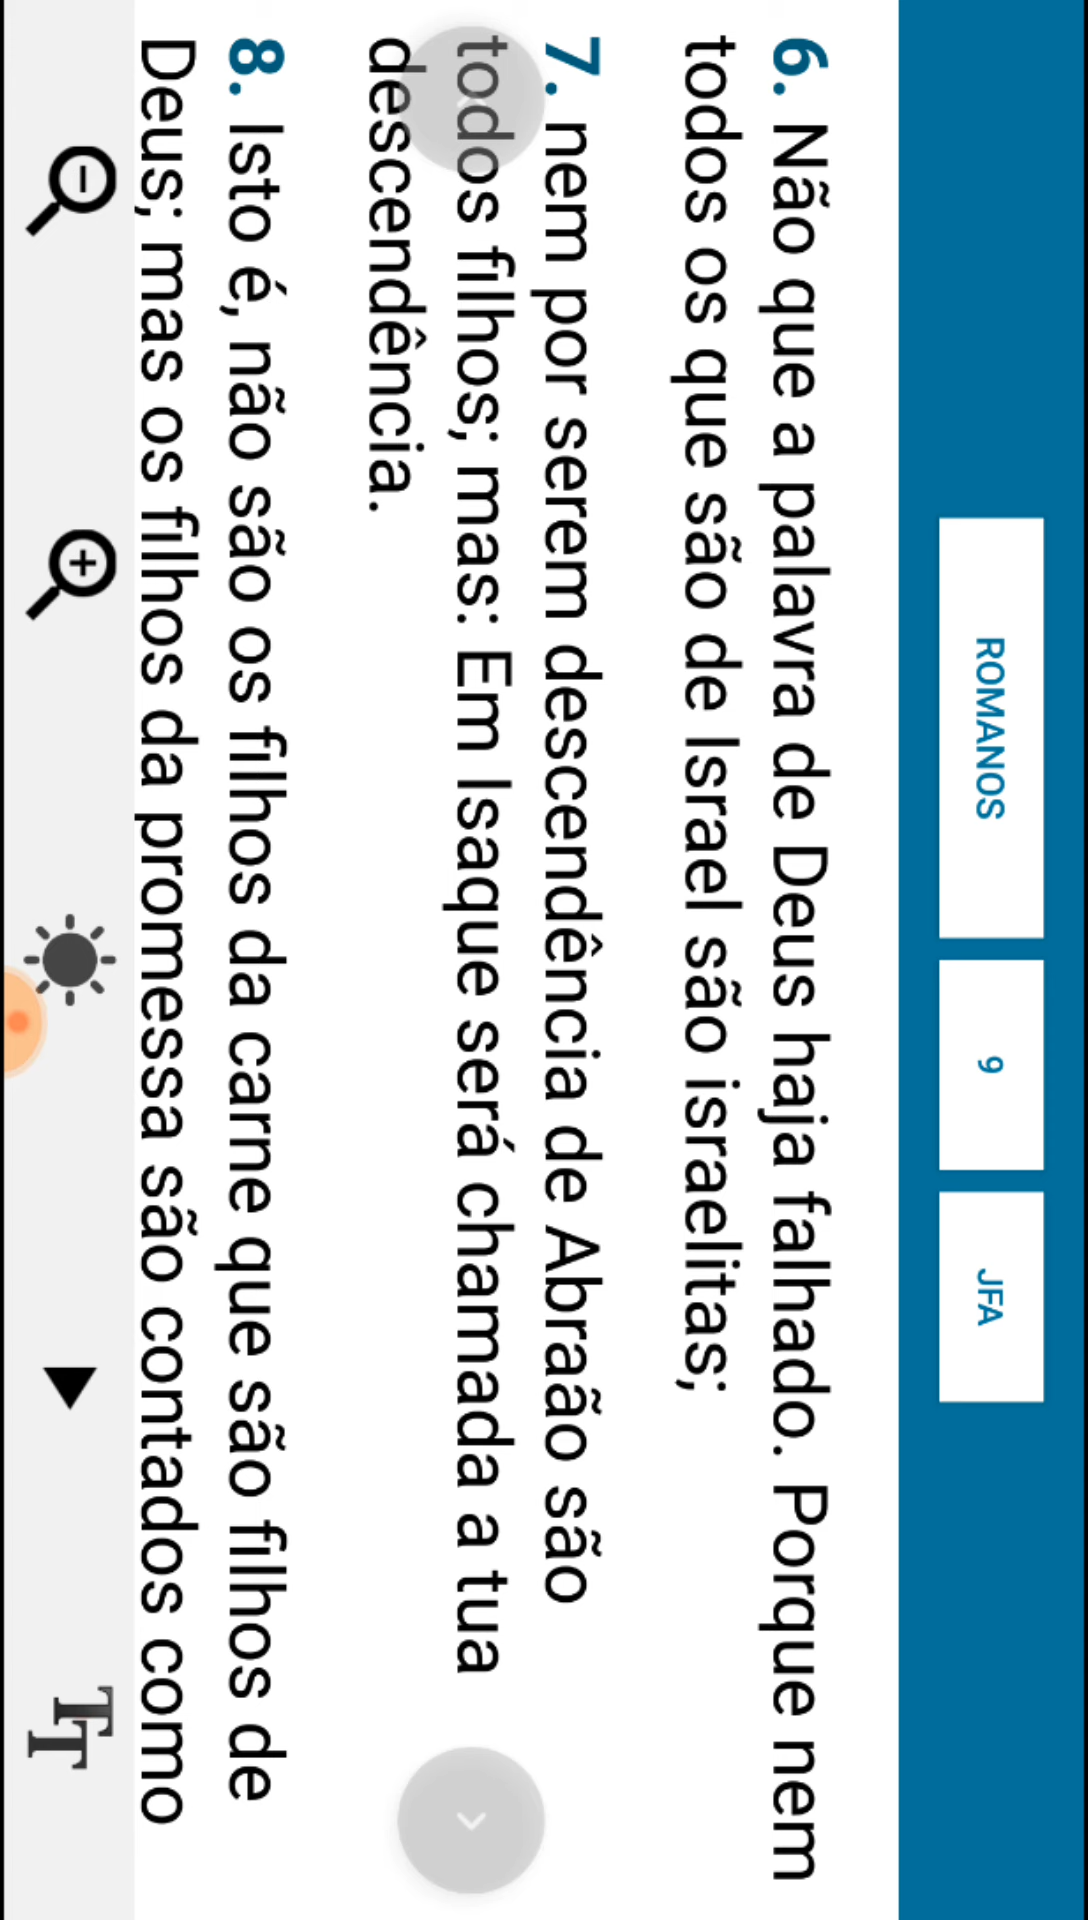 ROMANOS
9
JFA
6. Não que a palavra de Deus haja falhado. Porque nem
todos os que são de Israel são israelitas;
7. nem por serem descendência de Abraão são
todos filhos; mas: Em Isaque será chamada a tua
descendência.
8. Isto é, não são os filhos da carne que são filhos de
Deus; mas os filhos da promessa são contados como
TT